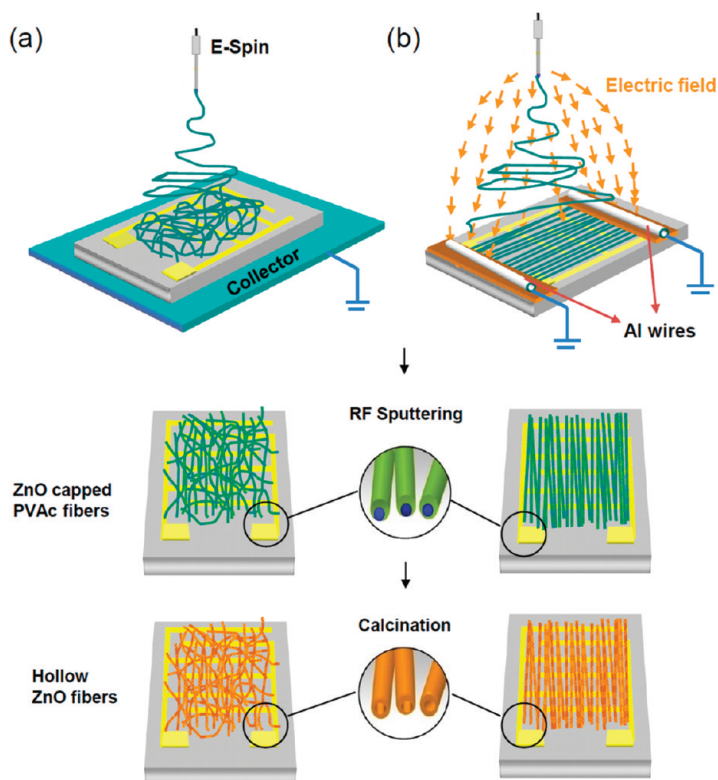 (a)
E-Spin
(b)
Electric field
Collector
Al wires
RF Sputtering
ZnO capped
PVAc fibers
Calcination
Hollow
ZnO fibers